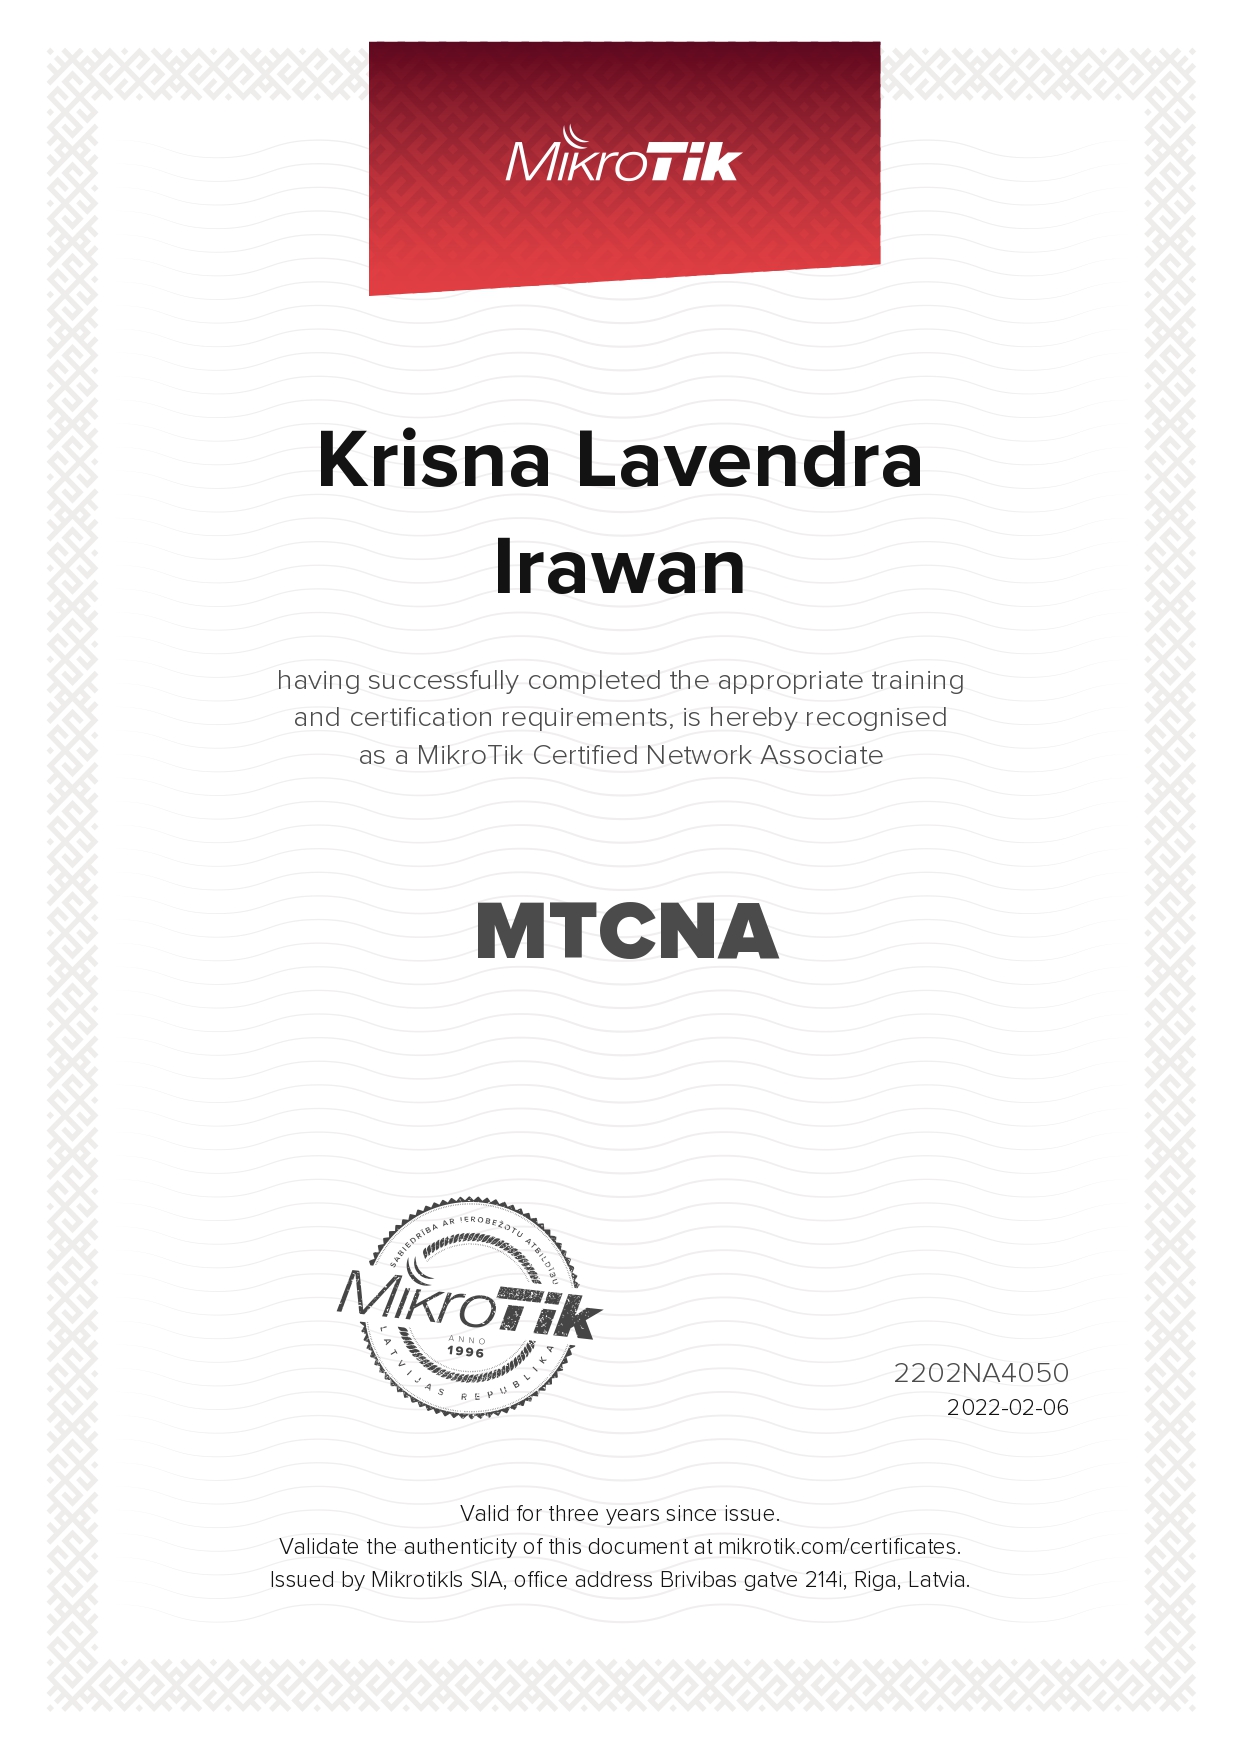 MikroTik
Krisna Lavendra
Irawan
having successfully completed the appropriate training
and certification requirements, is hereby recognised
as a MikroTik Certified Network Associate
MTCNA
SABIEDRĪBA AR IEROBEŽOTU ATBILDĪBU
MikroTik
ANNO
1996
LATVIJAS REPUBLIKA
2202NA4050
2022-02-06
Valid for three years since issue.
Validate the authenticity of this document at mikrotik.com/certificates.
Issued by Mikrotikls SIA, office address Brivibas gatve 214i, Riga, Latvia.